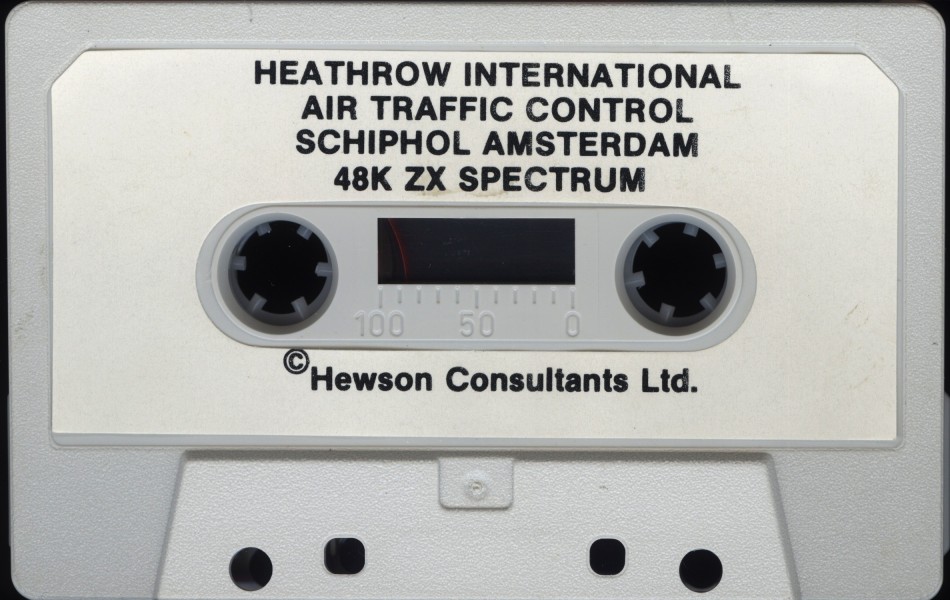 HEATHROW INTERNATIONAL
AIR TRAFFIC CONTROL
SCHIPHOL AMSTERDAM
48K ZX SPECTRUM
100 50 0
© Hewson Consultants Ltd.